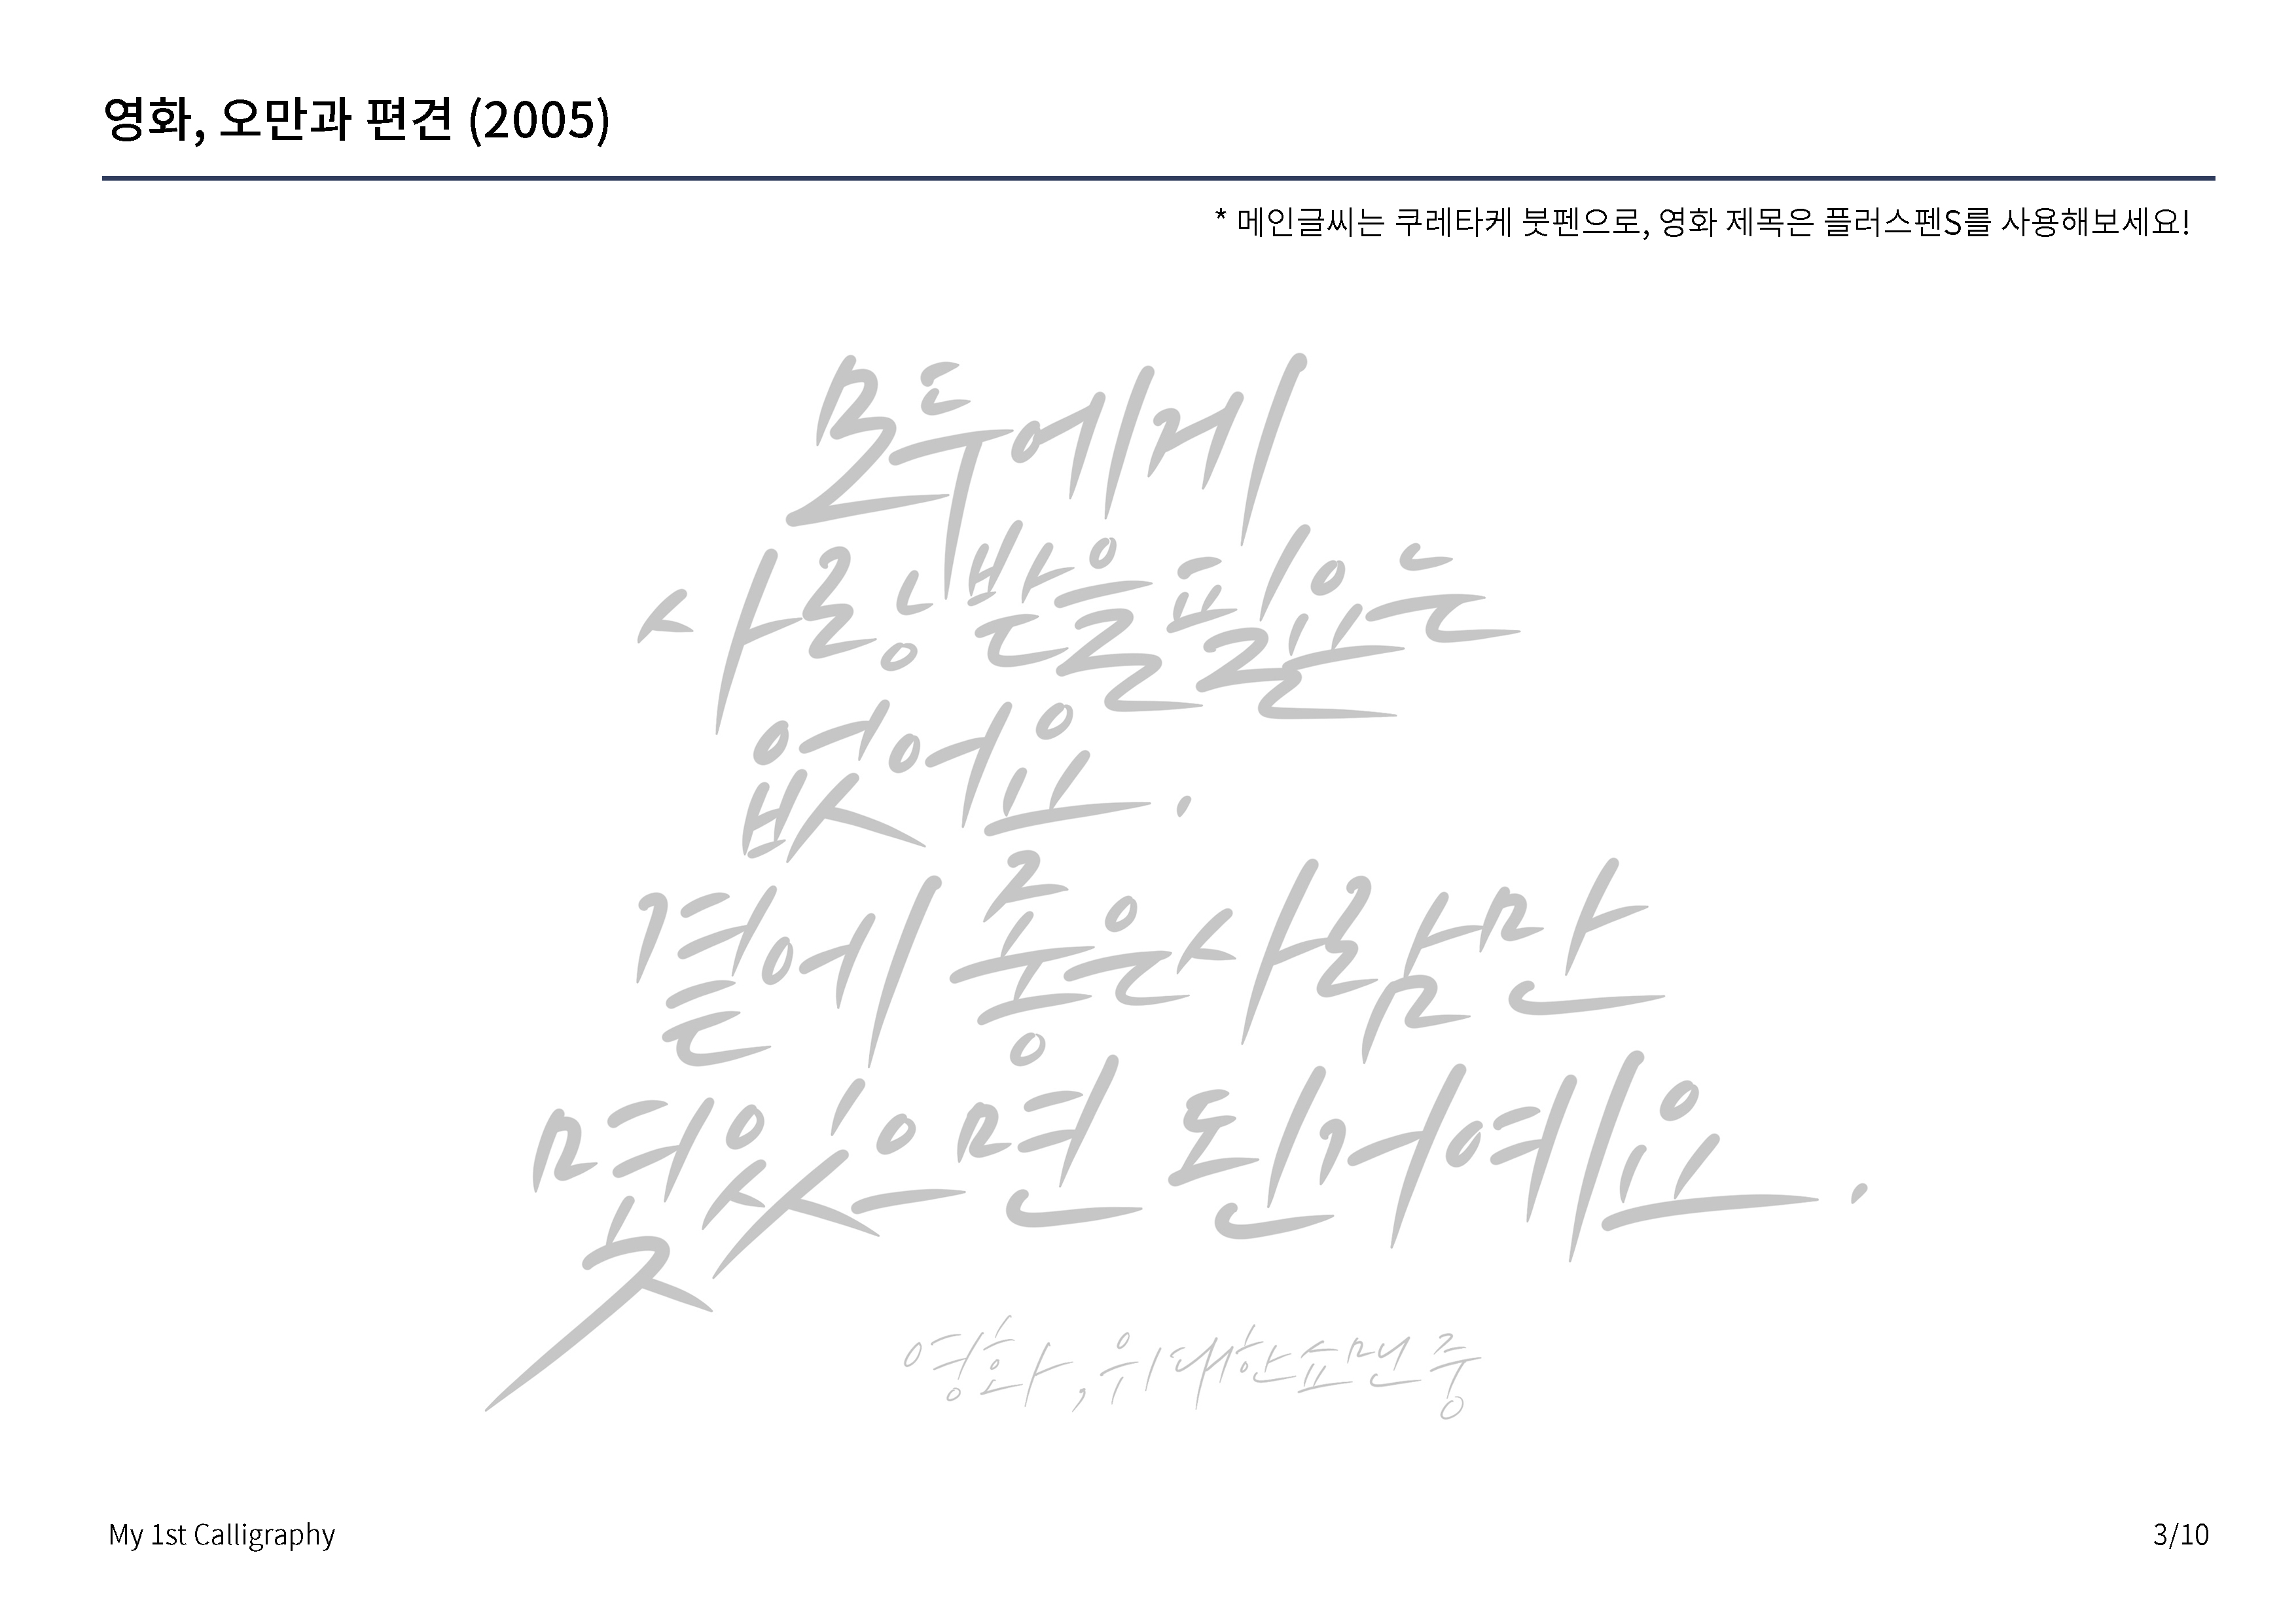 영화, 오만과 편견 (2005)
* 메인글씨는 쿠레타케 붓펜으로, 영화 제목은 플러스펜S를 사용해보세요!
모두에게
사랑받을필요는
없어요.
곁에 좋은사람만
몇있으면 된거예요.
영화, 위대한쇼맨 중
My 1st Calligraphy
3/10